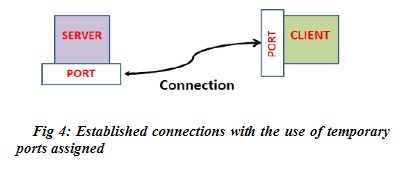 SERVER
PORT
PORT
CLIENT
Connection
Fig 4: Established connections with the use of temporary
ports assigned